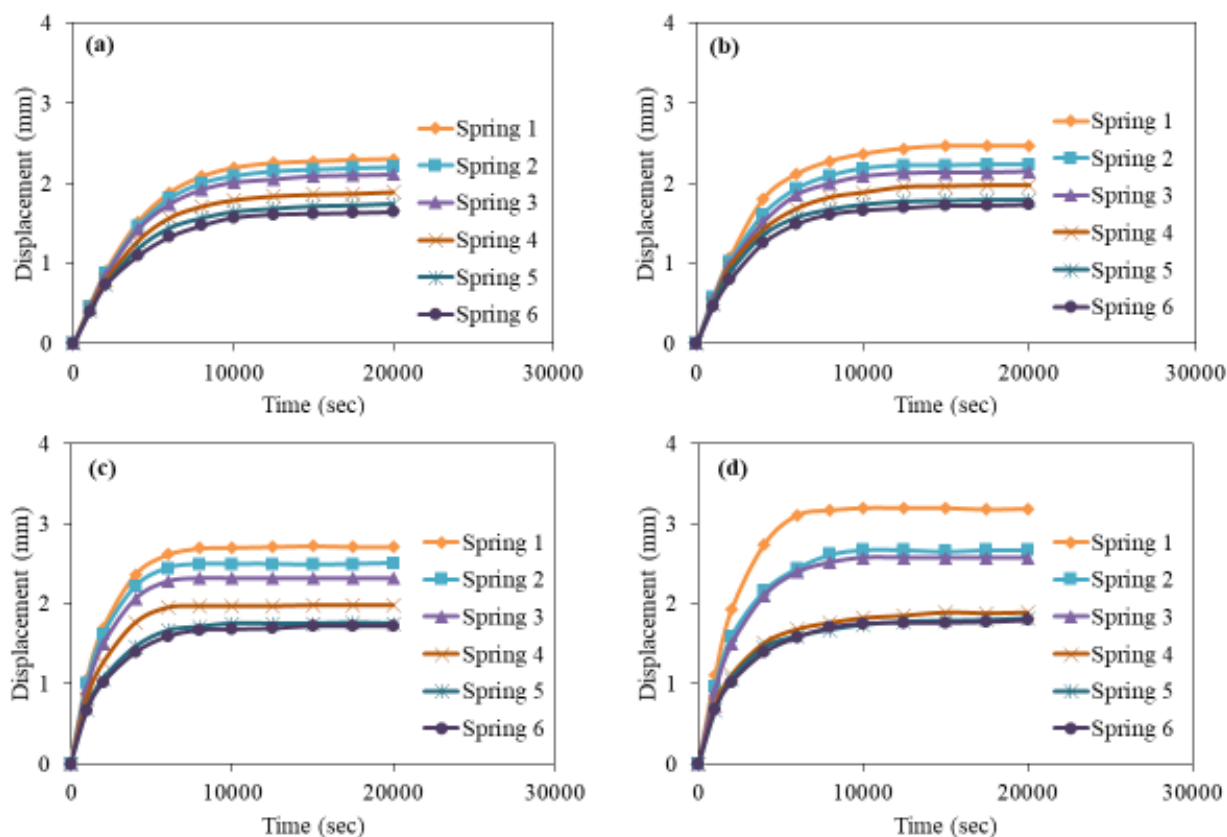 (a)
Displacement (mm)
4
3
2
1
0
0 10000 20000 30000
Time (sec)
Spring 1
Spring 2
Spring 3
Spring 4
Spring 5
Spring 6
(b)
Displacement (mm)
4
3
2
1
0
0 10000 20000 30000
Time (sec)
Spring 1
Spring 2
Spring 3
Spring 4
Spring 5
Spring 6
(c)
Displacement (mm)
4
3
2
1
0
0 10000 20000 30000
Time (sec)
Spring 1
Spring 2
Spring 3
Spring 4
Spring 5
Spring 6
(d)
Displacement (mm)
4
3
2
1
0
0 10000 20000 30000
Time (sec)
Spring 1
Spring 2
Spring 3
Spring 4
Spring 5
Spring 6